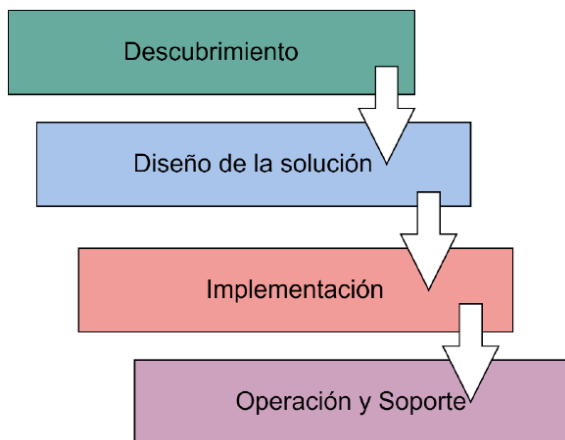 Descubrimiento
Diseño de la solución
Implementación
Operación y Soporte